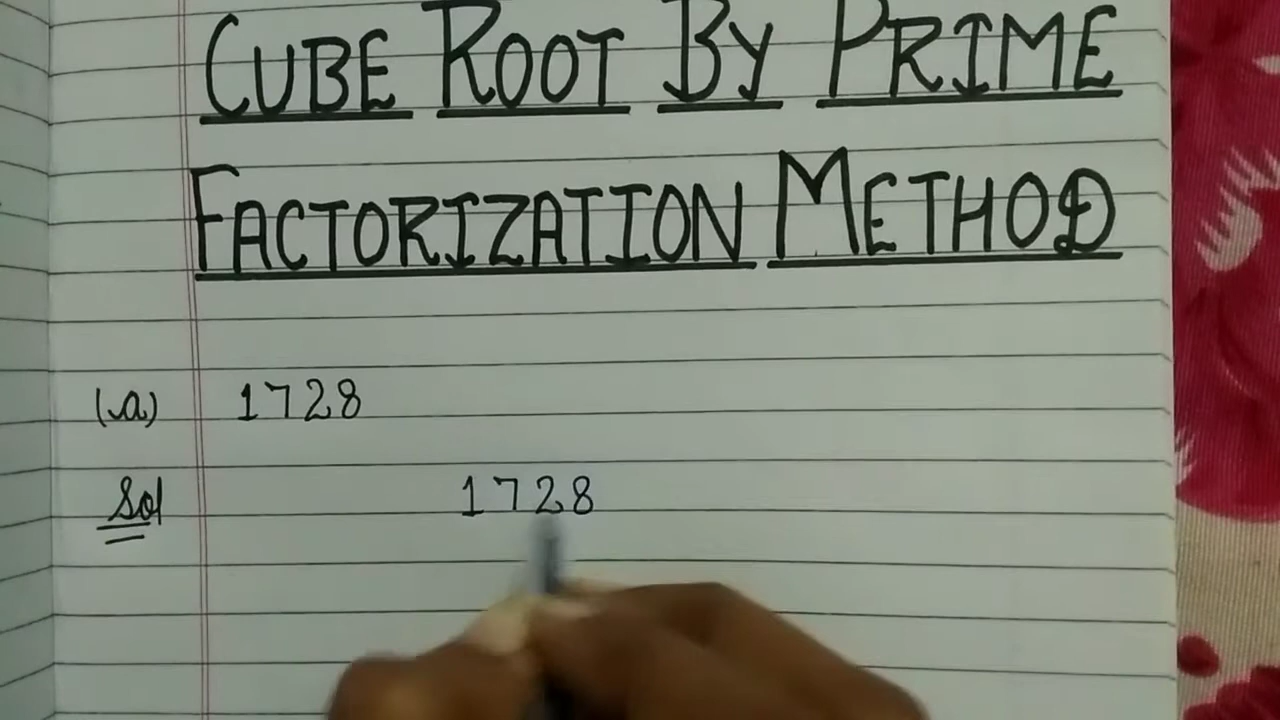 CUBE ROOT BY PRIME
FACTORIZATION METHOD
(a) 1728
Sol 1728